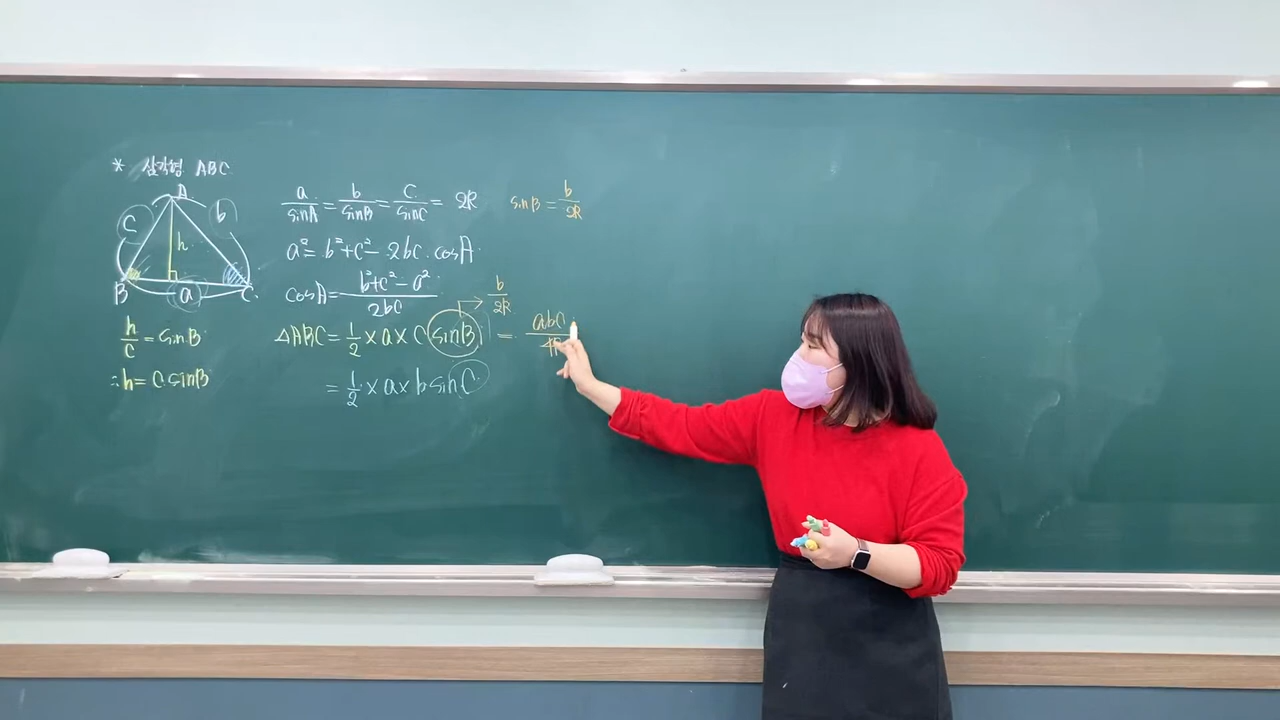 * 삼각형 ABC
A
c
b
h
B
a
C
h/c = sinB
∴h = c sinB
a/sinA = b/sinB = c/sinC = 2R
sinB = b/2R
a² = b²+c² - 2bc·cosA
cosA = b²+c²-a²/2bc
→ b/2R
△ABC = 1/2 × a × c sinB = abc/4R
= 1/2 × a × b sinC